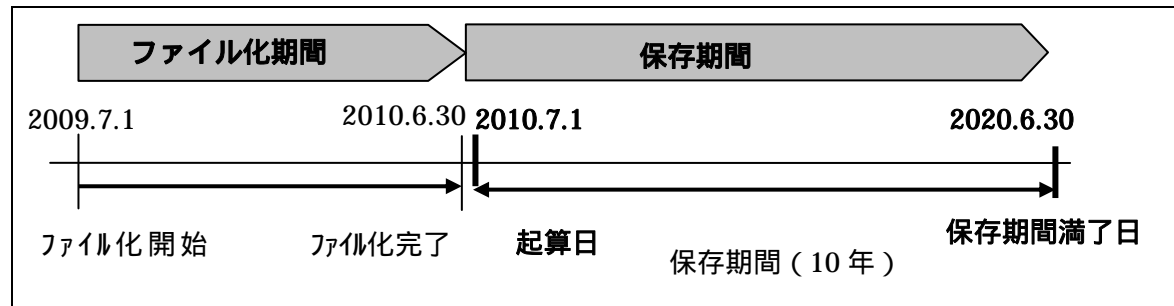 ファイル化期間
保存期間
2009.7.1
2010.6.30
2010.7.1
2020.6.30
ファイル化開始
ファイル化完了
起算日
保存期間（10年）
保存期間満了日